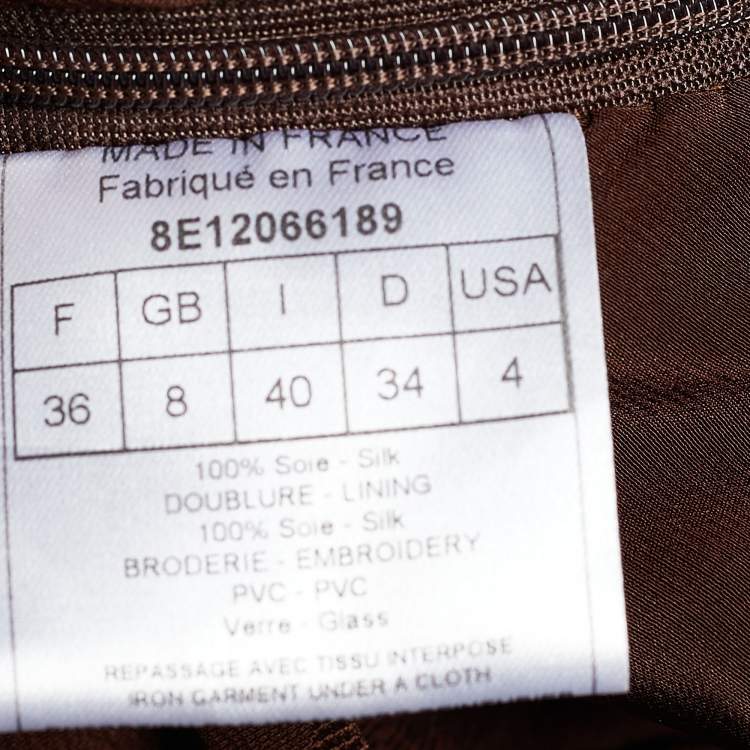 MADE IN FRANCE
Fabriqué en France
8E12066189
F GB I D USA
36 8 40 34 4
100% Soie - Silk
DOUBLURE - LINING
100% Soie - Silk
BRODERIE - EMBROIDERY
PVC - PVC
Verre - Glass
REPASSAGE AVEC TISSU INTERPOSE
IRON GARMENT UNDER A CLOTH